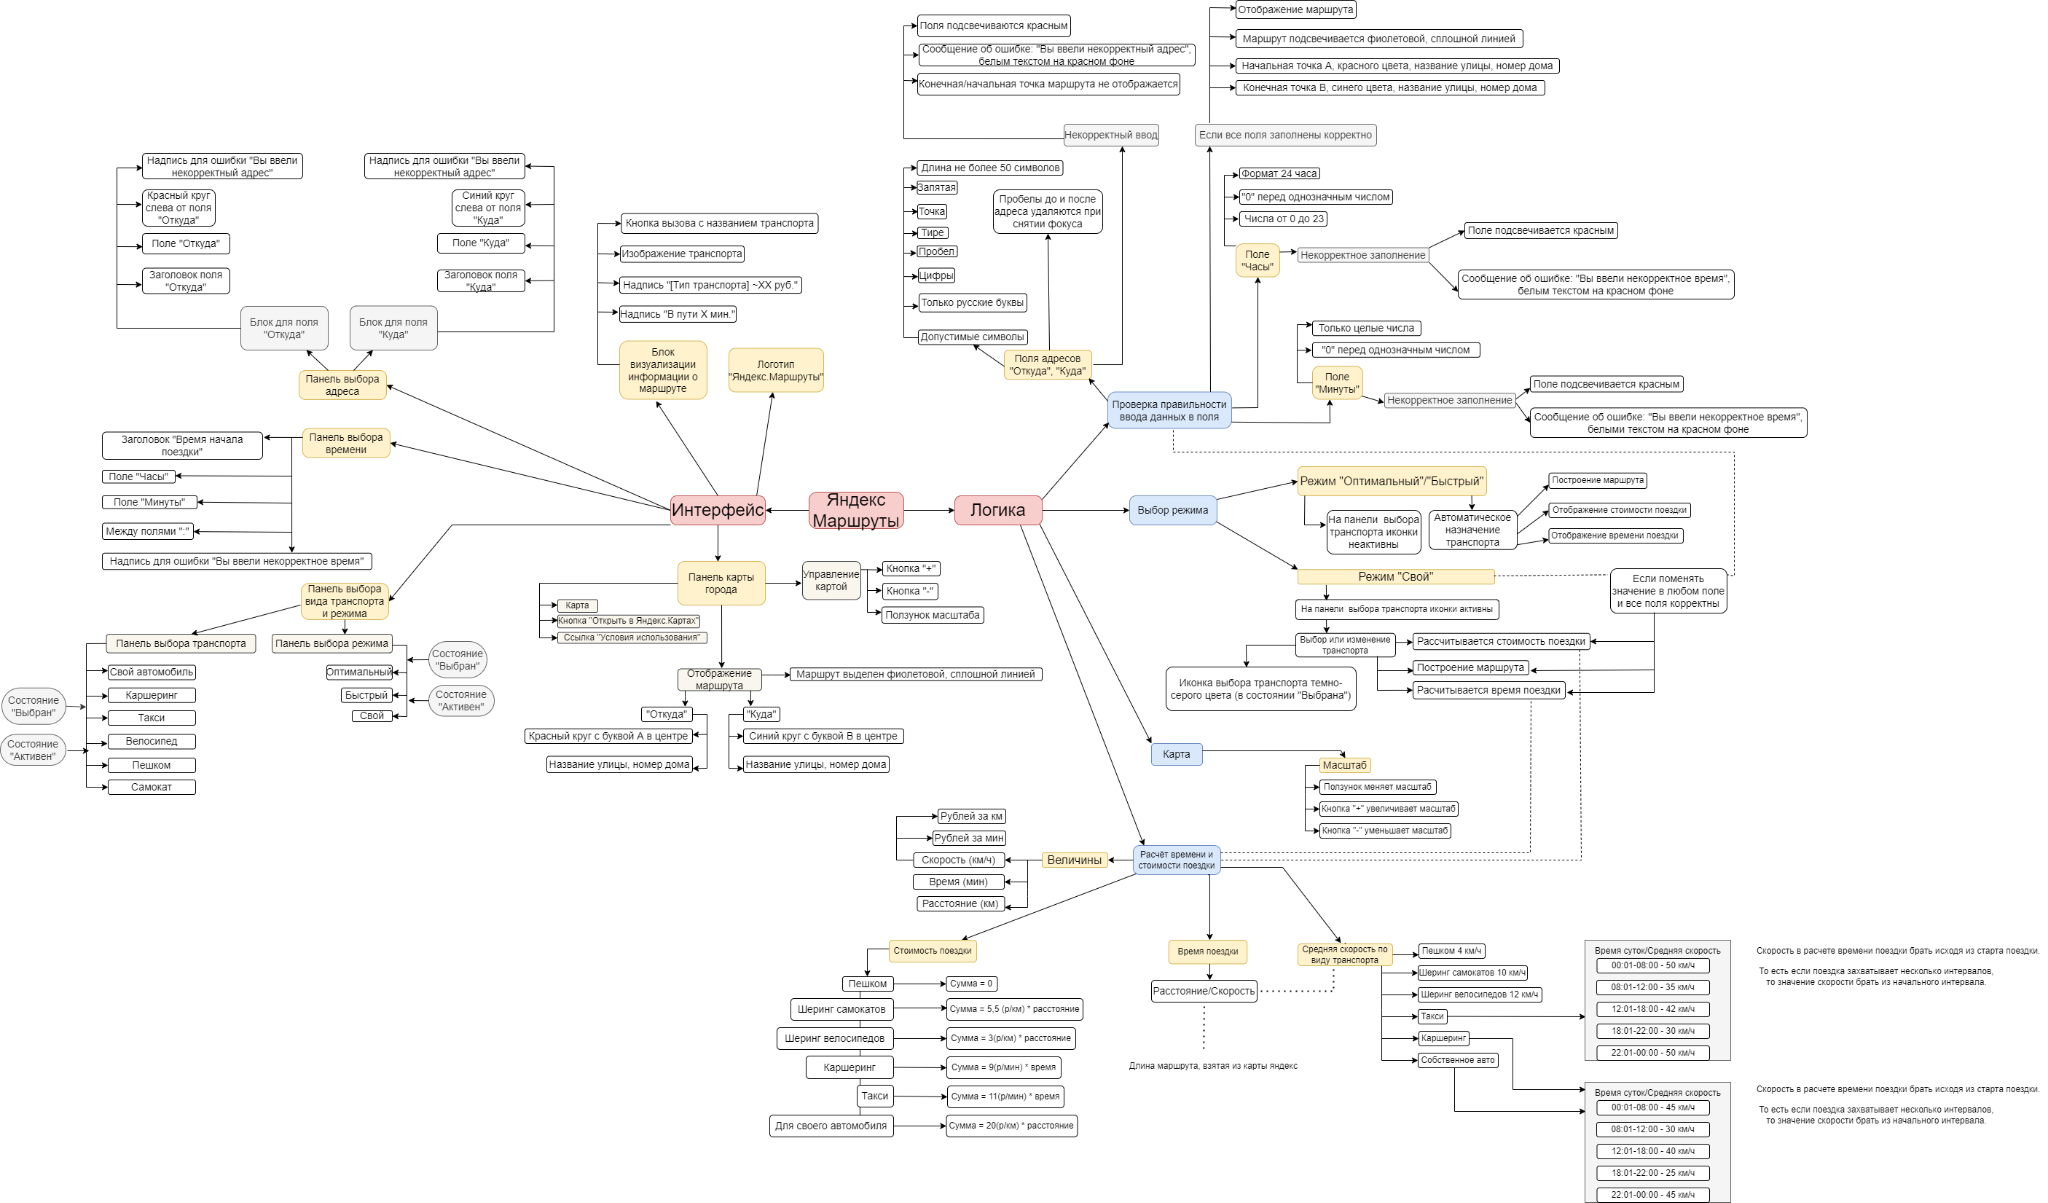 Поля подсвечиваются красным
Сообщение об ошибке: "Вы ввели некорректный адрес",
белым текстом на красном фоне
Конечная/начальная точка маршрута не отображается
Некорректный ввод
Отображение маршрута
Маршрут подсвечивается фиолетовой, сплошной линией
Начальная точка А, красного цвета, название улицы, номер дома
Конечная точка В, синего цвета, название улицы, номер дома
Если все поля заполнены корректно
Надпись для ошибки "Вы ввели
некорректный адрес"
Красный круг
слева от поля
"Откуда"
Поле "Откуда"
Заголовок поля
"Откуда"
Блок для поля
"Откуда"
Надпись для ошибки "Вы ввели
некорректный адрес"
Синий круг
слева от поля
"Куда"
Поле "Куда"
Заголовок поля
"Куда"
Блок для поля
"Куда"
Панель выбора
адреса
Кнопка вызова с названием транспорта
Изображение транспорта
Надпись "[Тип транспорта] ~XX руб."
Надпись "В пути X мин."
Блок
визуализации
информации о
маршруте
Логотип
"Яндекс.Маршруты"
Длина не более 50 символов
Запятая
Точка
Тире
Пробел
Цифры
Только русские буквы
Допустимые символы
Пробелы до и после
адреса удаляются при
снятии фокуса
Поля адресов
"Откуда", "Куда"
Проверка правильности
ввода данных в поля
Формат 24 часа
"0" перед однозначным числом
Числа от 0 до 23
Поле
"Часы"
Некорректное заполнение
Поле подсвечивается красным
Сообщение об ошибке: "Вы ввели некорректное время",
белым текстом на красном фоне
Только целые числа
"0" перед однозначным числом
Поле
"Минуты"
Некорректное заполнение
Поле подсвечивается красным
Сообщение об ошибке: "Вы ввели некорректное время",
белыми текстом на красном фоне
Заголовок "Время начала
поездки"
Поле "Часы"
Поле "Минуты"
Между полями ":"
Надпись для ошибки "Вы ввели некорректное время"
Панель выбора
времени
Интерфейс
Яндекс
Маршруты
Логика
Выбор режима
Режим "Оптимальный"/"Быстрый"
На панели выбора
транспорта иконки
неактивны
Автоматическое
назначение
транспорта
Построение маршрута
Отображение стоимости поездки
Отображение времени поездки
Режим "Свой"
На панели выбора транспорта иконки активны
Выбор или изменение
транспорта
Иконка выбора транспорта темно-
серого цвета (в состоянии "Выбрана")
Рассчитывается стоимость поездки
Построение маршрута
Расчитывается время поездки
Если поменять
значение в любом поле
и все поля корректны
Панель выбора
вида транспорта
и режима
Панель выбора транспорта
Свой автомобиль
Каршеринг
Такси
Велосипед
Пешком
Самокат
Состояние
"Выбран"
Состояние
"Активен"
Панель выбора режима
Оптимальный
Быстрый
Свой
Состояние
"Выбран"
Состояние
"Активен"
Панель карты
города
Карта
Кнопка "Открыть в Яндекс.Картах"
Ссылка "Условия использования"
Управление
картой
Кнопка "+"
Кнопка "-"
Ползунок масштаба
Отображение
маршрута
Маршрут выделен фиолетовой, сплошной линией
"Откуда"
Красный круг с буквой А в центре
Название улицы, номер дома
"Куда"
Синий круг с буквой В в центре
Название улицы, номер дома
Карта
Масштаб
Ползунок меняет масштаб
Кнопка "+" увеличивает масштаб
Кнопка "-" уменьшает масштаб
Расчёт времени и
стоимости поездки
Величины
Рублей за км
Рублей за мин
Скорость (км/ч)
Время (мин)
Расстояние (км)
Стоимость поездки
Пешком
Сумма = 0
Шеринг самокатов
Сумма = 5,5 (р/км) * расстояние
Шеринг велосипедов
Сумма = 3(р/км) * расстояние
Каршеринг
Сумма = 9(р/мин) * время
Такси
Сумма = 11(р/мин) * время
Для своего автомобиля
Сумма = 20(р/км) * расстояние
Время поездки
Расстояние/Скорость
Длина маршрута, взятая из карты яндекс
Средняя скорость по
виду транспорта
Пешком 4 км/ч
Шеринг самокатов 10 км/ч
Шеринг велосипедов 12 км/ч
Такси
Каршеринг
Собственное авто
Время суток/Средняя скорость
00:01-08:00 - 50 км/ч
08:01-12:00 - 35 км/ч
12:01-18:00 - 42 км/ч
18:01-22:00 - 30 км/ч
22:01-00:00 - 50 км/ч
Скорость в расчете времени поездки брать исходя из старта поездки.
То есть если поездка захватывает несколько интервалов,
то значение скорости брать из начального интервала.
Время суток/Средняя скорость
00:01-08:00 - 45 км/ч
08:01-12:00 - 30 км/ч
12:01-18:00 - 40 км/ч
18:01-22:00 - 25 км/ч
22:01-00:00 - 45 км/ч
Скорость в расчете времени поездки брать исходя из старта поездки.
То есть если поездка захватывает несколько интервалов,
то значение скорости брать из начального интервала.